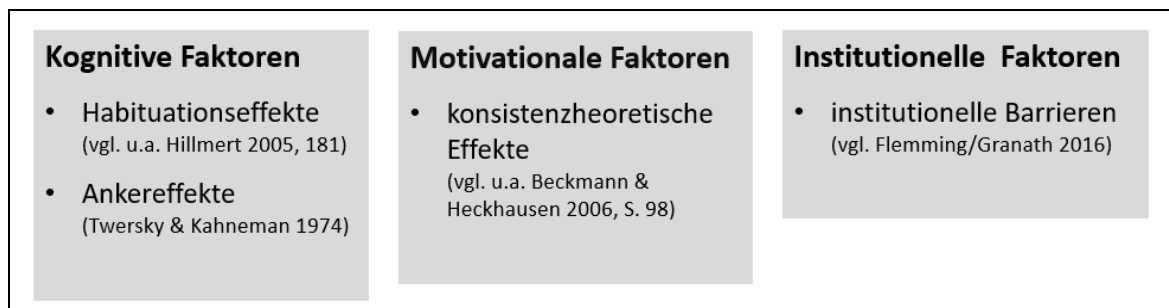 Kognitive Faktoren
• Habituationseffekte
(vgl. u.a. Hillmert 2005, 181)
• Ankereffekte
(Twersky & Kahneman 1974)
Motivationale Faktoren
• konsistenzheoretische
Effekte
(vgl. u.a. Beckmann &
Heckhausen 2006, S. 98)
Institutionelle Faktoren
• institutionelle Barrieren
(vgl. Flemming/Granath 2016)